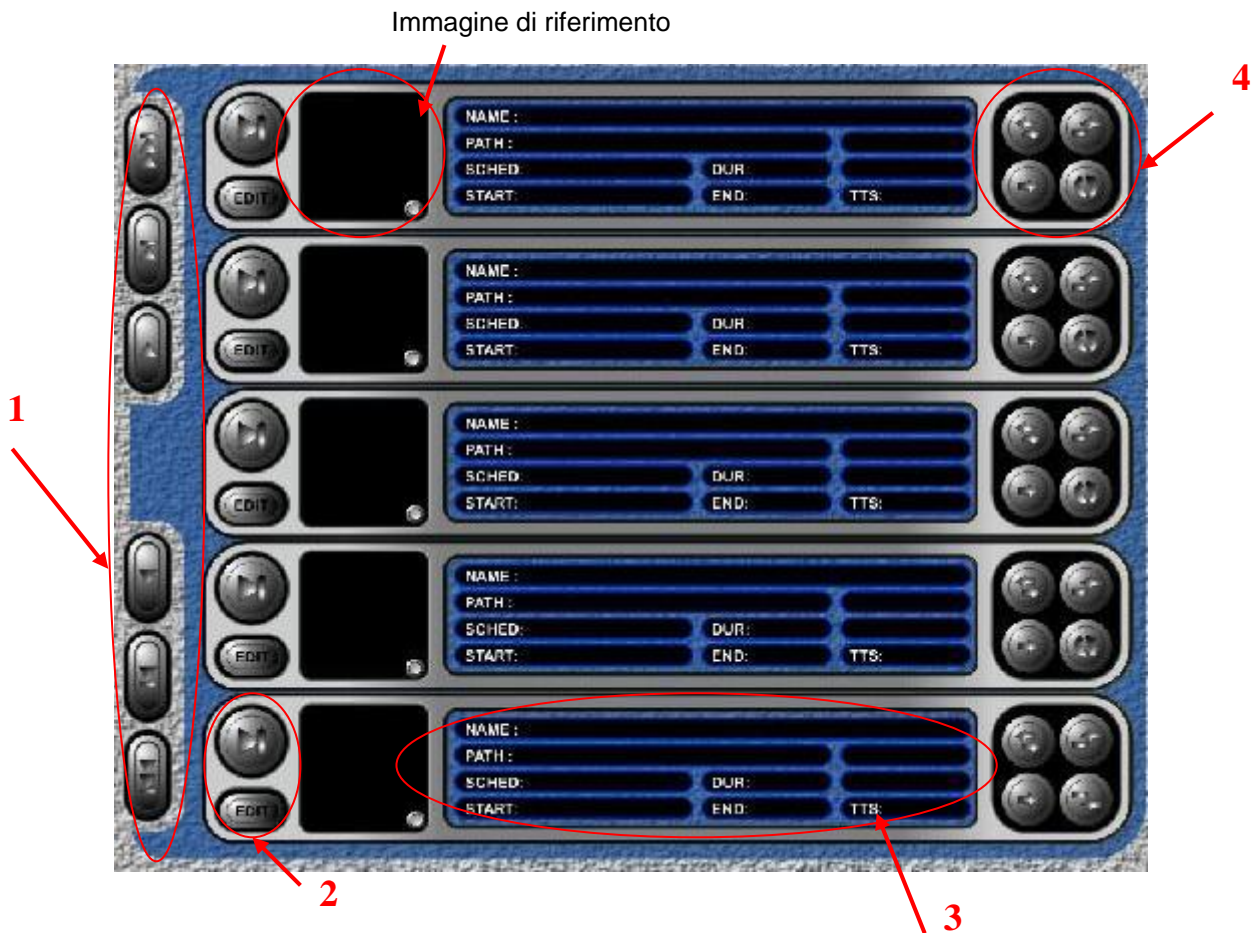 Immagine di riferimento
4
NAME :
PATH :
SCHED: DUR:
EDIT START: END: TTS:
NAME :
PATH :
SCHED: DUR:
EDIT START: END: TTS:
1
NAME :
PATH :
SCHED: DUR:
EDIT START: END: TTS:
NAME :
PATH :
SCHED: DUR:
EDIT START: END: TTS:
NAME :
PATH :
SCHED: DUR:
EDIT START: END: TTS:
2
3